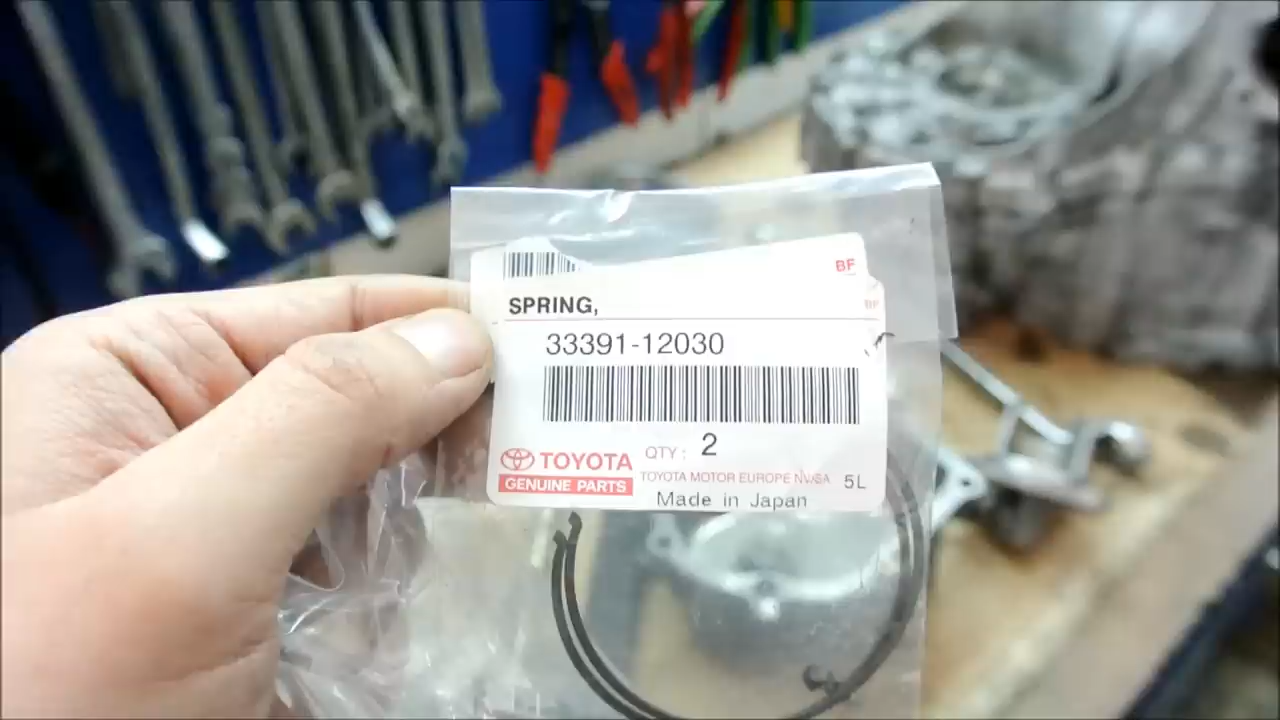 BF
SPRING,
BF
33391-12030
QTY: 2
TOYOTA
GENUINE PARTS
TOYOTA MOTOR EUROPE NV/SA 5L
Made in Japan